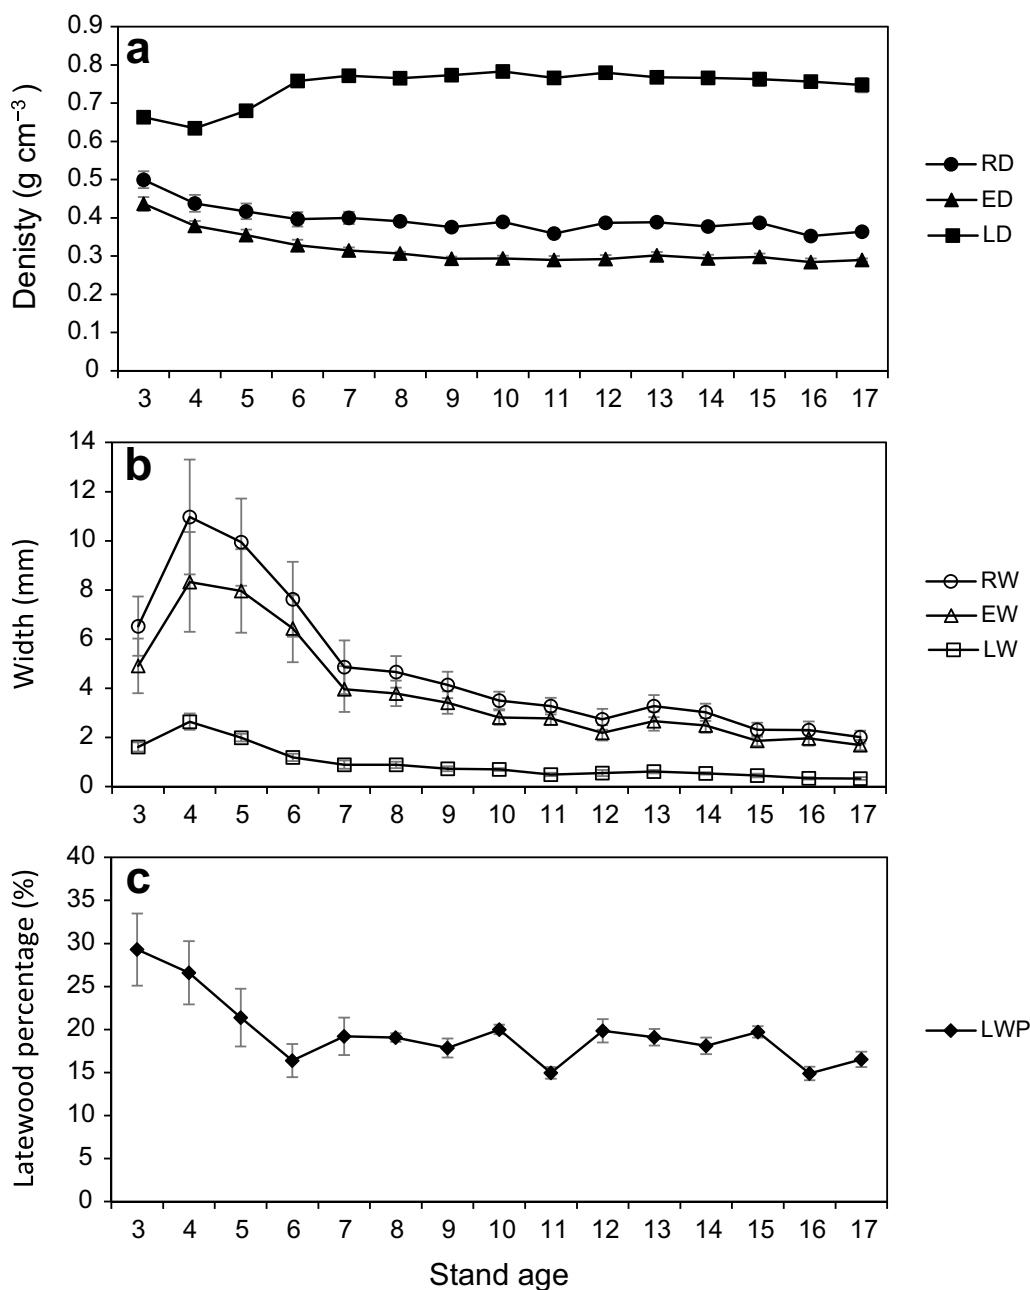 a
Denisty (g cm⁻³)
0.9
0.8
0.7
0.6
0.5
0.4
0.3
0.2
0.1
0
3 4 5 6 7 8 9 10 11 12 13 14 15 16 17
RD
ED
LD
b
Width (mm)
14
12
10
8
6
4
2
0
3 4 5 6 7 8 9 10 11 12 13 14 15 16 17
RW
EW
LW
c
Latewood percentage (%)
40
35
30
25
20
15
10
5
0
3 4 5 6 7 8 9 10 11 12 13 14 15 16 17
LWP
Stand age